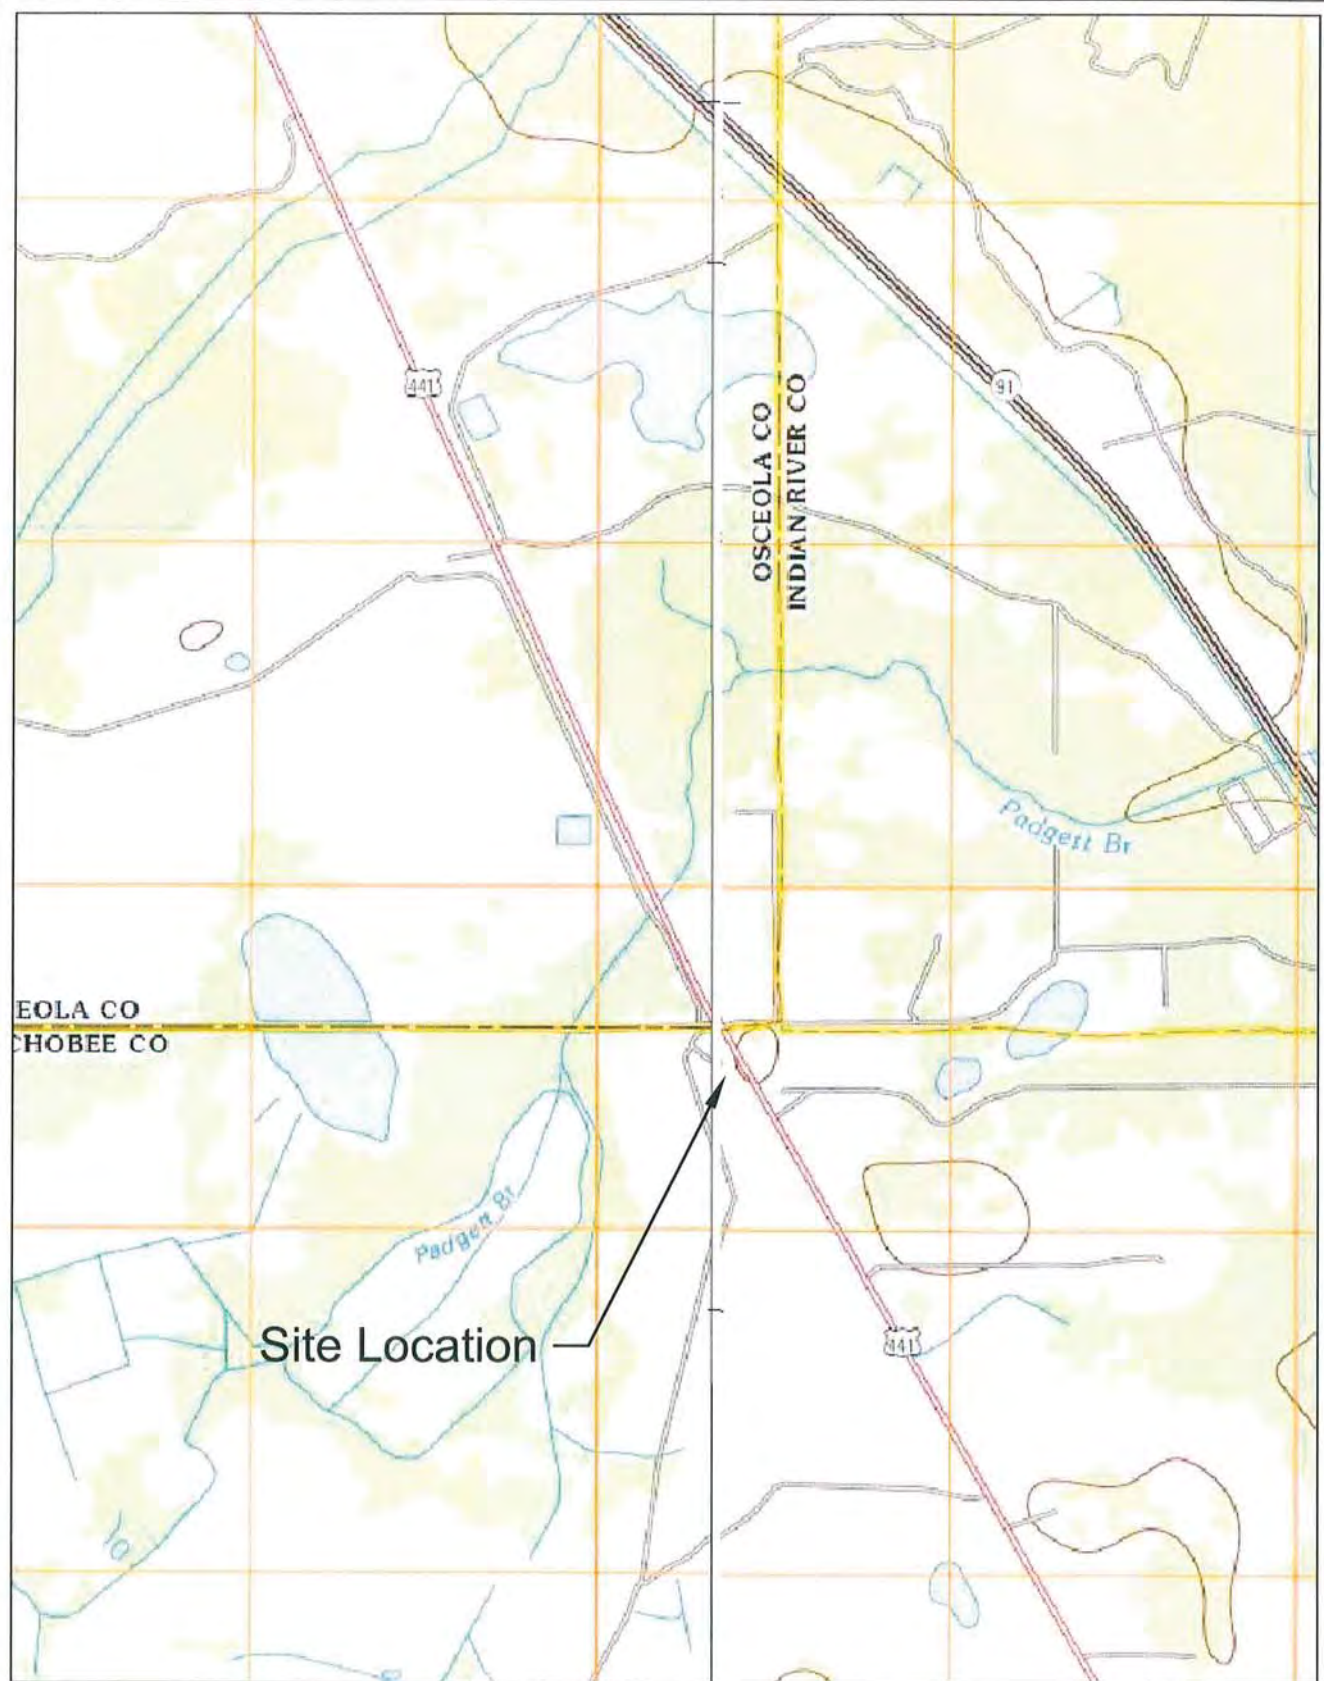 441
91
OSCEOLA CO
INDIAN RIVER CO
Padgett Br
EOLA CO
CHOBEE CO
Padgett Br
Site Location
441